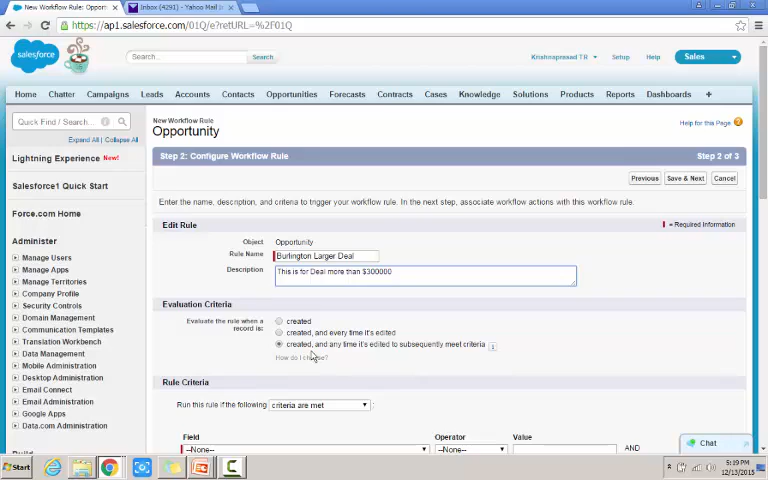 New Workflow Rule: Opport
Inbox (4291) - Yahoo Mail I
https://ap1.salesforce.com/01Q/e?retURL=%2F01Q
salesforce
Search...
Search
Krishnaprasad TR
Setup
Help
Sales
Home
Chatter
Campaigns
Leads
Accounts
Contacts
Opportunities
Forecasts
Contracts
Cases
Knowledge
Solutions
Products
Reports
Dashboards
+
Quick Find / Search...
Expand All | Collapse All
Lightning Experience New!
Salesforce1 Quick Start
Force.com Home
Administer
Manage Users
Manage Apps
Manage Territories
Company Profile
Security Controls
Domain Management
Communication Templates
Translation Workbench
Data Management
Mobile Administration
Desktop Administration
Email Connect
Email Administration
Google Apps
Data.com Administration
New Workflow Rule
Opportunity
Help for this Page
Step 2: Configure Workflow Rule
Step 2 of 3
Previous
Save & Next
Cancel
Enter the name, description, and criteria to trigger your workflow rule. In the next step, associate workflow actions with this workflow rule.
Edit Rule
= Required Information
Object
Opportunity
Rule Name
Burlington Larger Deal
Description
This is for Deal more than $300000
Evaluation Criteria
Evaluate the rule when a
record is:
created
created, and every time it's edited
created, and any time it's edited to subsequently meet criteria
How do I choose?
Rule Criteria
Run this rule if the following
criteria are met
:
Field
Operator
Value
--None--
--None--
AND
Chat
Start
5:19 PM
12/13/2015